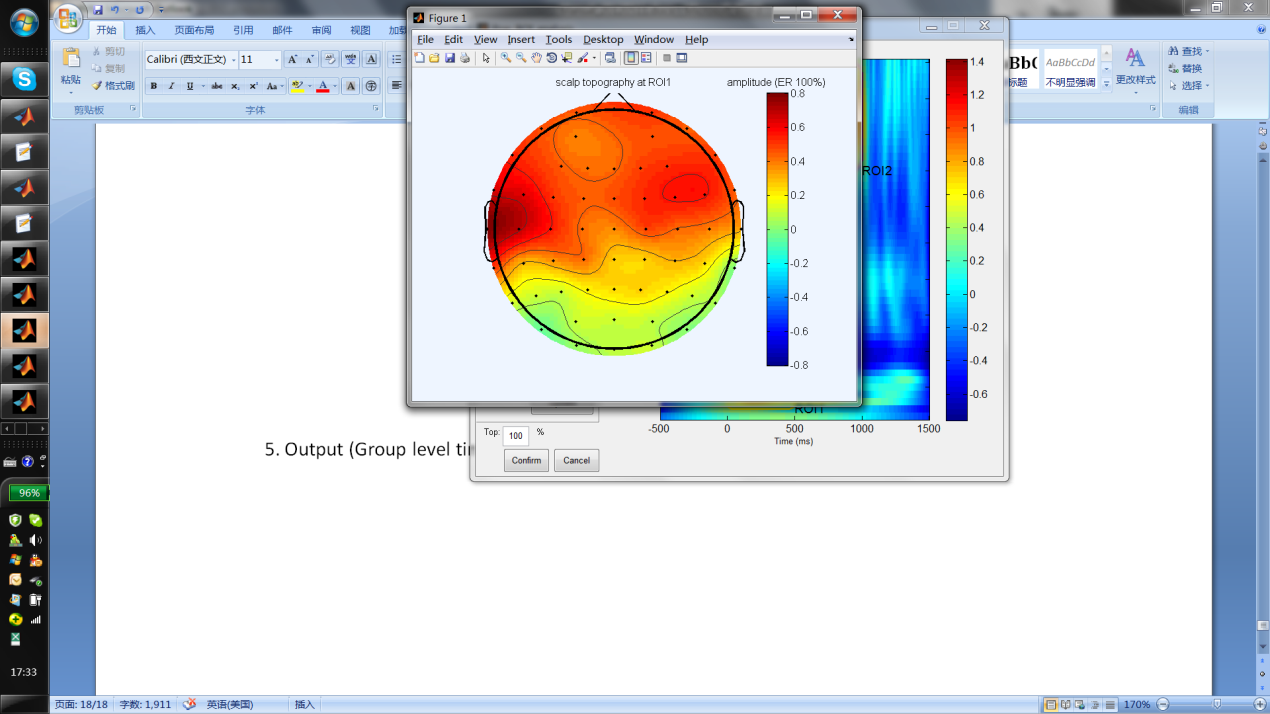 开始 插入 页面布局 引用 邮件 审阅 视图
剪切
复制
格式刷
粘贴
剪贴板
Calibri (西文正文) 11
B I U abc x₂ x² Aa
字体
Figure 1
File Edit View Insert Tools Desktop Window Help
scalp topography at ROI1
amplitude (ER 100%)
0.8
0.6
0.4
0.2
0
-0.2
-0.4
-0.6
-0.8
ROI2
ROI1
1.4
1.2
1
0.8
0.6
0.4
0.2
0
-0.2
-0.4
-0.6
-500 0 500 1000 1500
Time (ms)
Top: 100 %
Confirm Cancel
AaBbCcDd
标题 不明显强调
更改样式
查找
替换
选择
编辑
5. Output (Group level
96%
17:33
页面: 18/18 字数: 1,911 英语(美国) 插入
170%